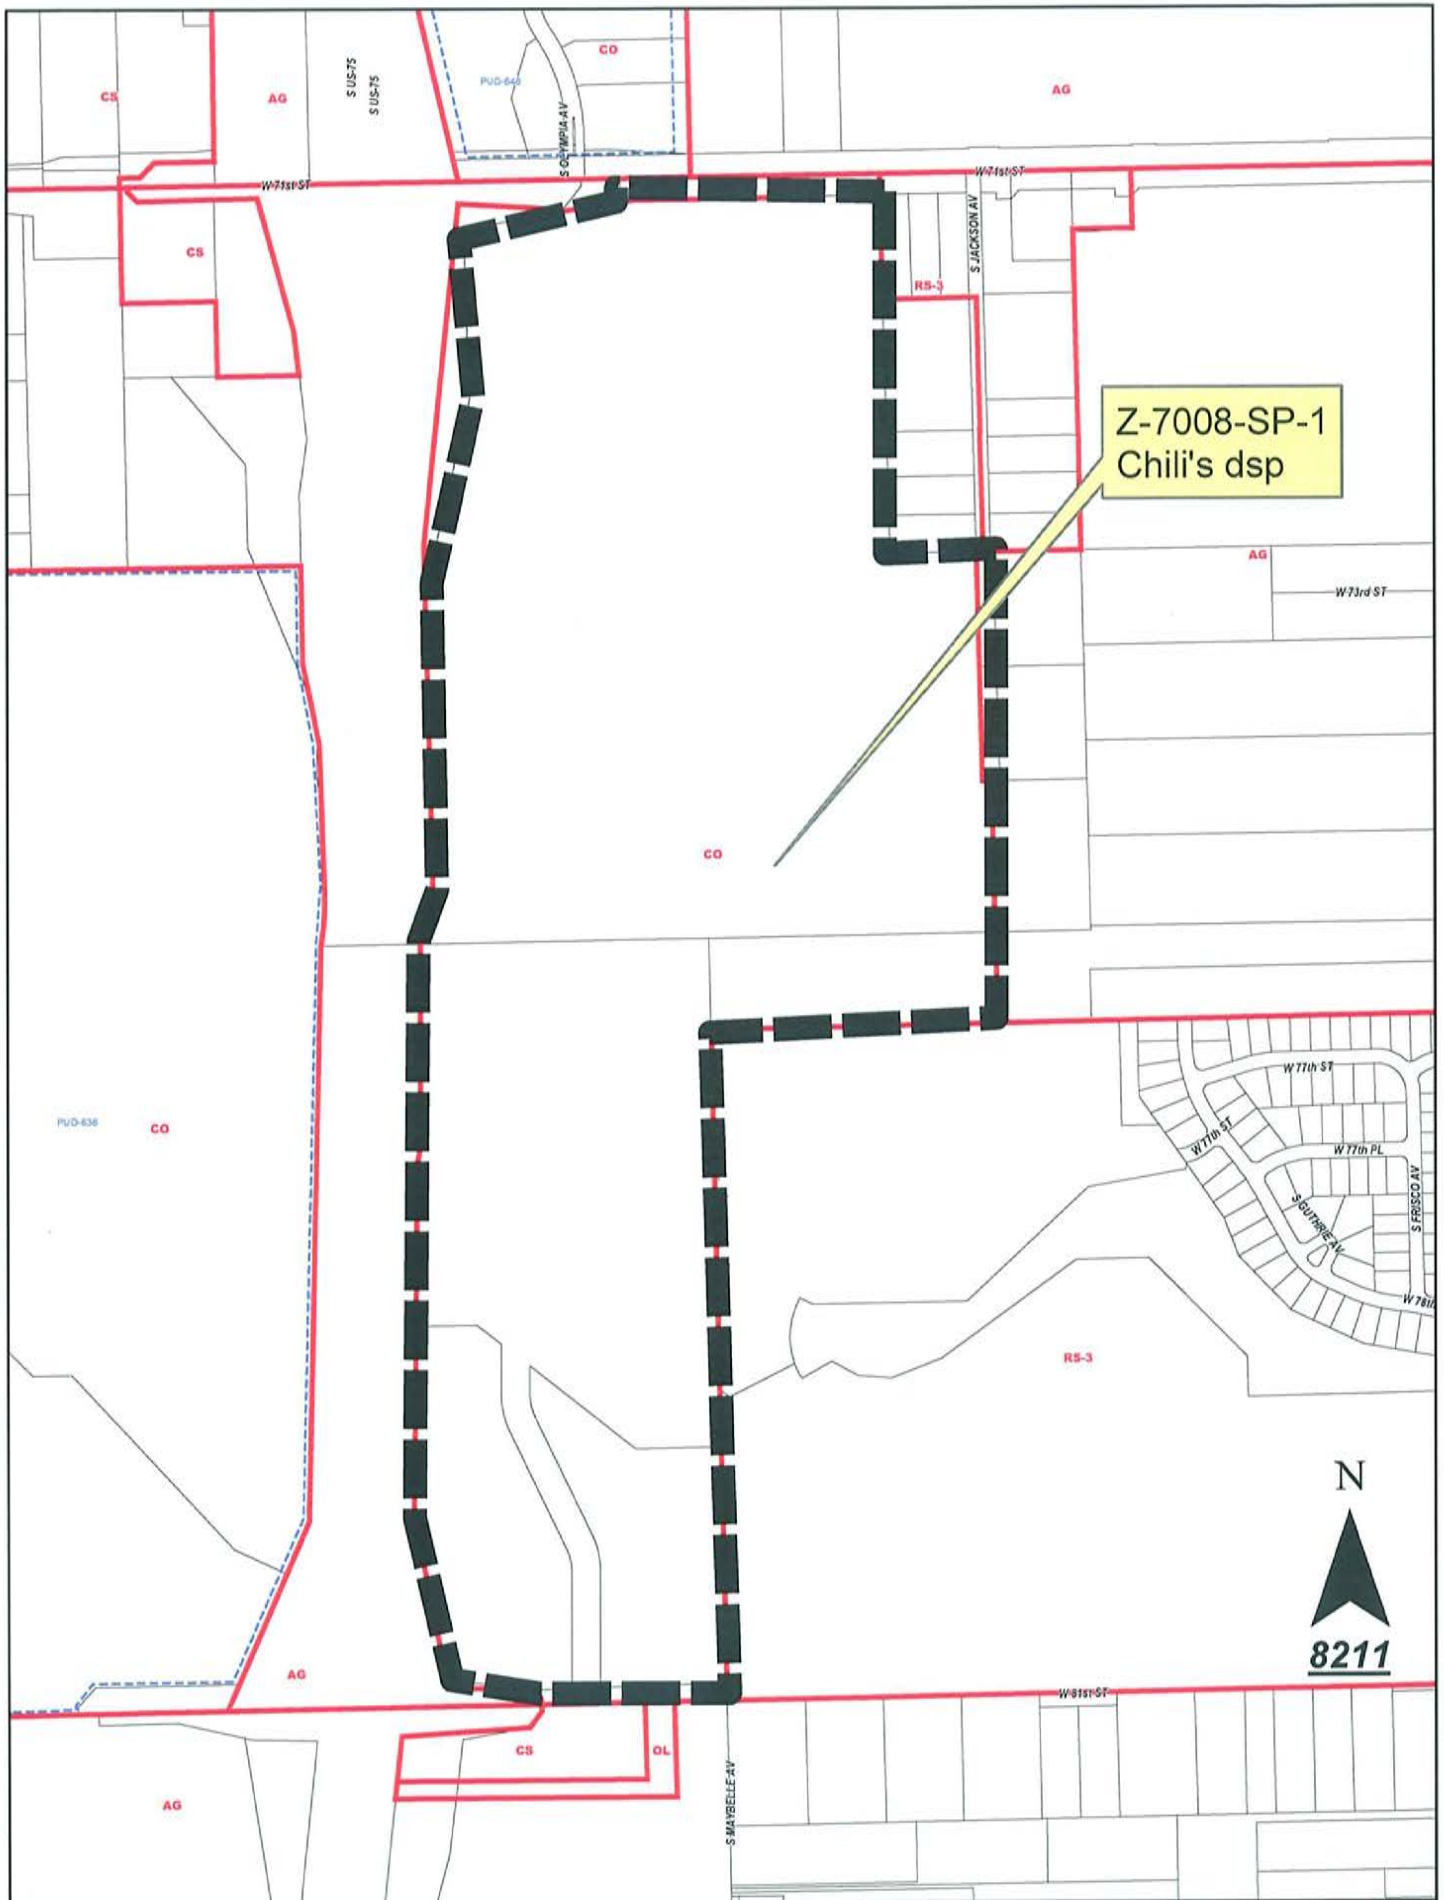 CO
PUD-648
CS
AG
S US-75
S US-75
AG
S OLYMPIA AV
W 71st ST
W 71st ST
S JACKSON AV
CS
RS-3
Z-7008-SP-1
Chili's dsp
AG
W 73rd ST
CO
W 77th ST
PUD-636
CO
W 77th ST
W 77th PL
S GUTHRIE AV
S FRISCO AV
W 78th
RS-3
N
8211
AG
W 81st ST
CS
OL
AG
S MAYBELLE AV